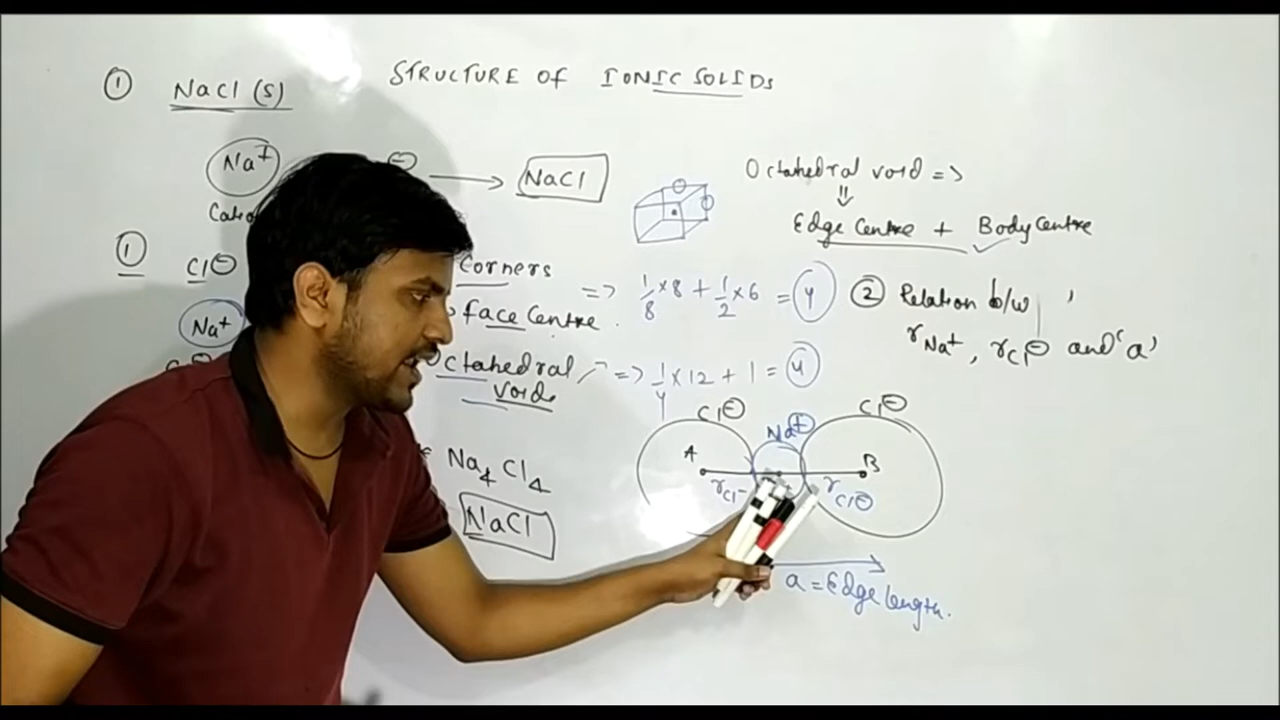 STRUCTURE OF IONIC SOLIDS
① NaCl (s)
Na+ ⊖ → NaCl
①
Cl⊖ Corners => 1/8 × 8 + 1/2 × 6 = 4
Na+ face Centre.
Octahedral void => 1/4 × 12 + 1 = 4
Na4 Cl4
NaCl
Octahedral void =>
⇓
Edge Centre + Body Centre
② Relation b/w
rNa+, rCl⊖ and 'a'
Cl⊖ Na⊕ Cl⊖
A B
rCl- rCl⊖
a = Edge length.